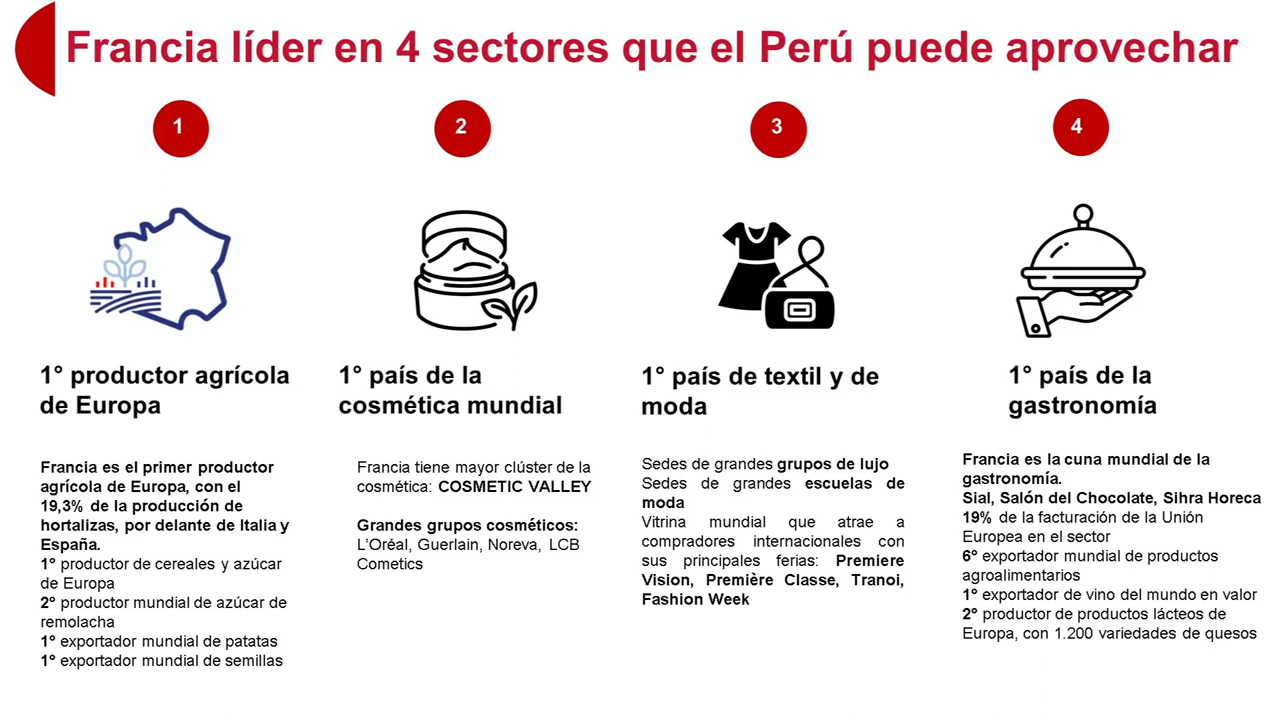 Francia líder en 4 sectores que el Perú puede aprovechar
1
1° productor agrícola
de Europa
Francia es el primer productor
agrícola de Europa, con el
19,3% de la producción de
hortalizas, por delante de Italia y
España.
1° productor de cereales y azúcar
de Europa
2° productor mundial de azúcar de
remolacha
1° exportador mundial de patatas
1° exportador mundial de semillas
2
1° país de la
cosmética mundial
Francia tiene mayor clúster de la
cosmética: COSMETIC VALLEY
Grandes grupos cosméticos:
L'Oréal, Guerlain, Noreva, LCB
Cometics
3
1° país de textil y de
moda
Sedes de grandes grupos de lujo
Sedes de grandes escuelas de
moda
Vitrina mundial que atrae a
compradores internacionales con
sus principales ferias: Premiere
Vision, Première Classe, Tranoi,
Fashion Week
4
1° país de la
gastronomía
Francia es la cuna mundial de la
gastronomía.
Sial, Salón del Chocolate, Sihra Horeca
19% de la facturación de la Unión
Europea en el sector
6° exportador mundial de productos
agroalimentarios
1° exportador de vino del mundo en valor
2° productor de productos lácteos de
Europa, con 1.200 variedades de quesos